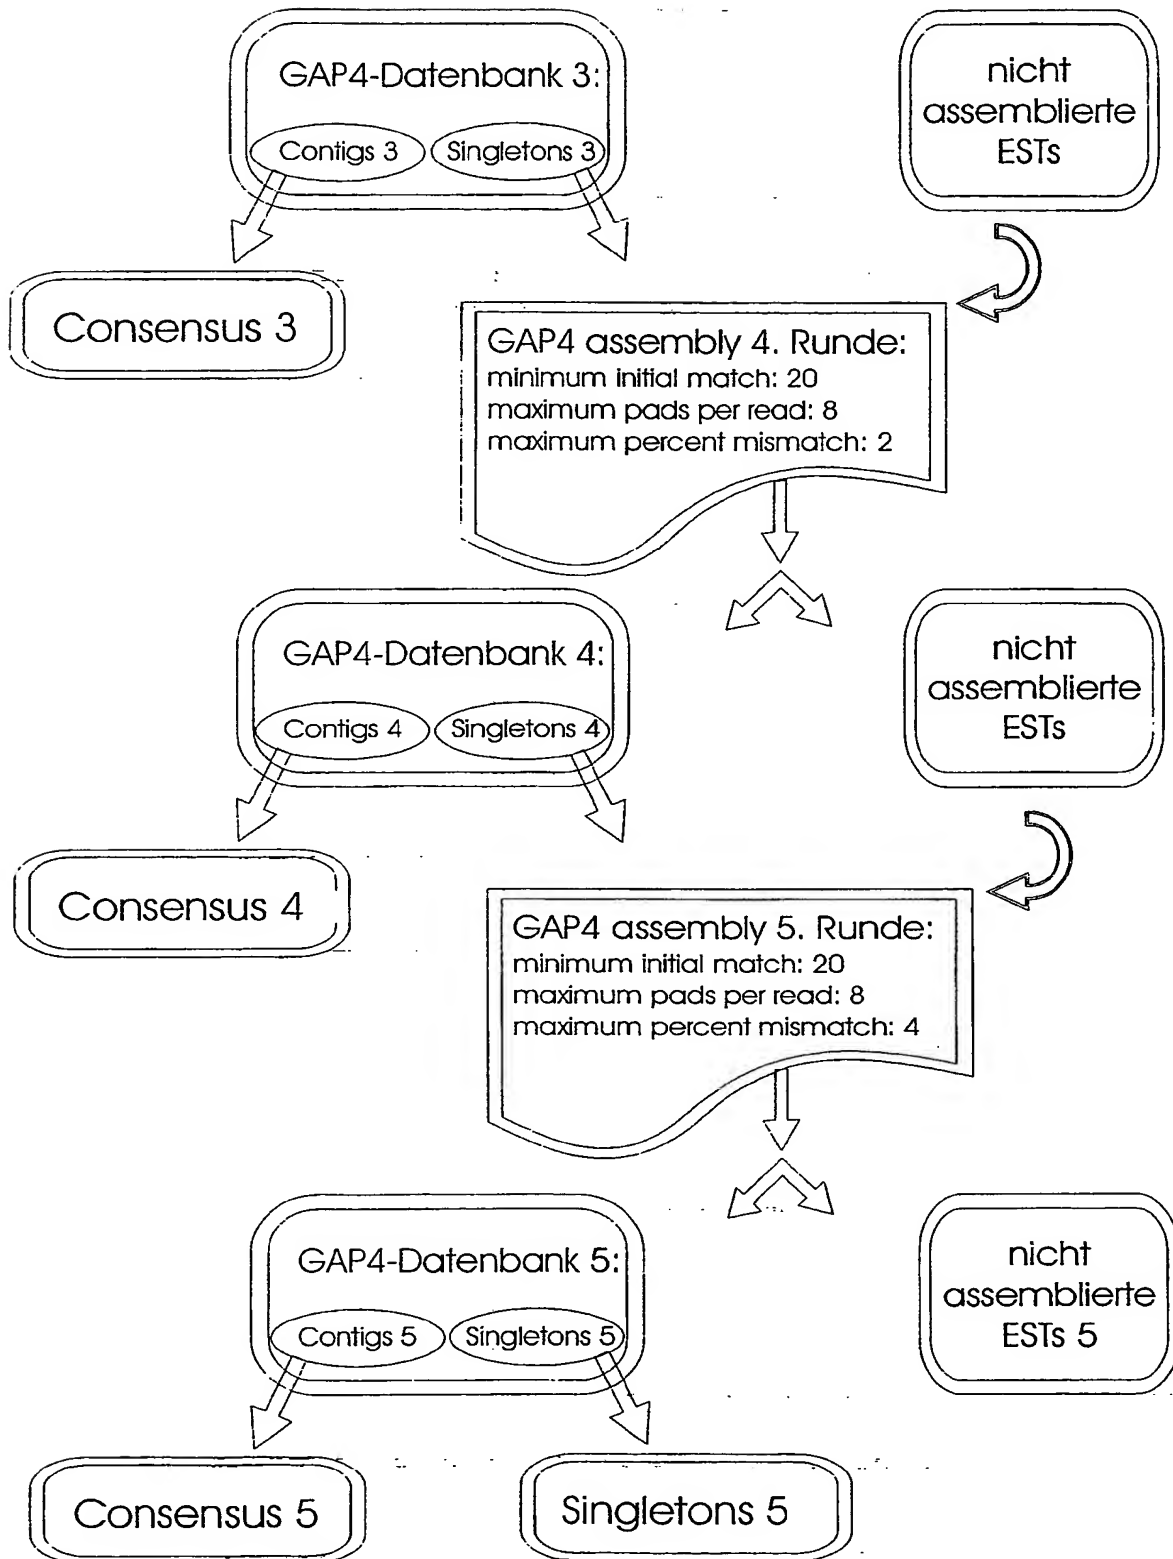 GAP4-Datenbank 3:
Contigs 3
Singletons 3
nicht
assemblierte
ESTs
Consensus 3
GAP4 assembly 4. Runde:
minimum initial match: 20
maximum pads per read: 8
maximum percent mismatch: 2
GAP4-Datenbank 4:
Contigs 4
Singletons 4
nicht
assemblierte
ESTs
Consensus 4
GAP4 assembly 5. Runde:
minimum initial match: 20
maximum pads per read: 8
maximum percent mismatch: 4
GAP4-Datenbank 5:
Contigs 5
Singletons 5
nicht
assemblierte
ESTs 5
Consensus 5
Singletons 5